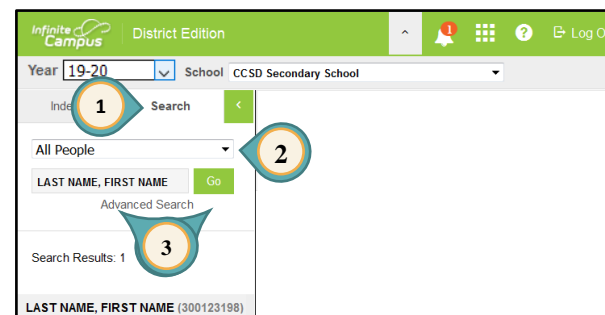 Infinite Campus District Edition 1 ? Log O
Year 19-20 School CCSD Secondary School
Inde 1 Search <
All People 2
LAST NAME, FIRST NAME Go
Advanced Search
3
Search Results: 1
LAST NAME, FIRST NAME (300123198)